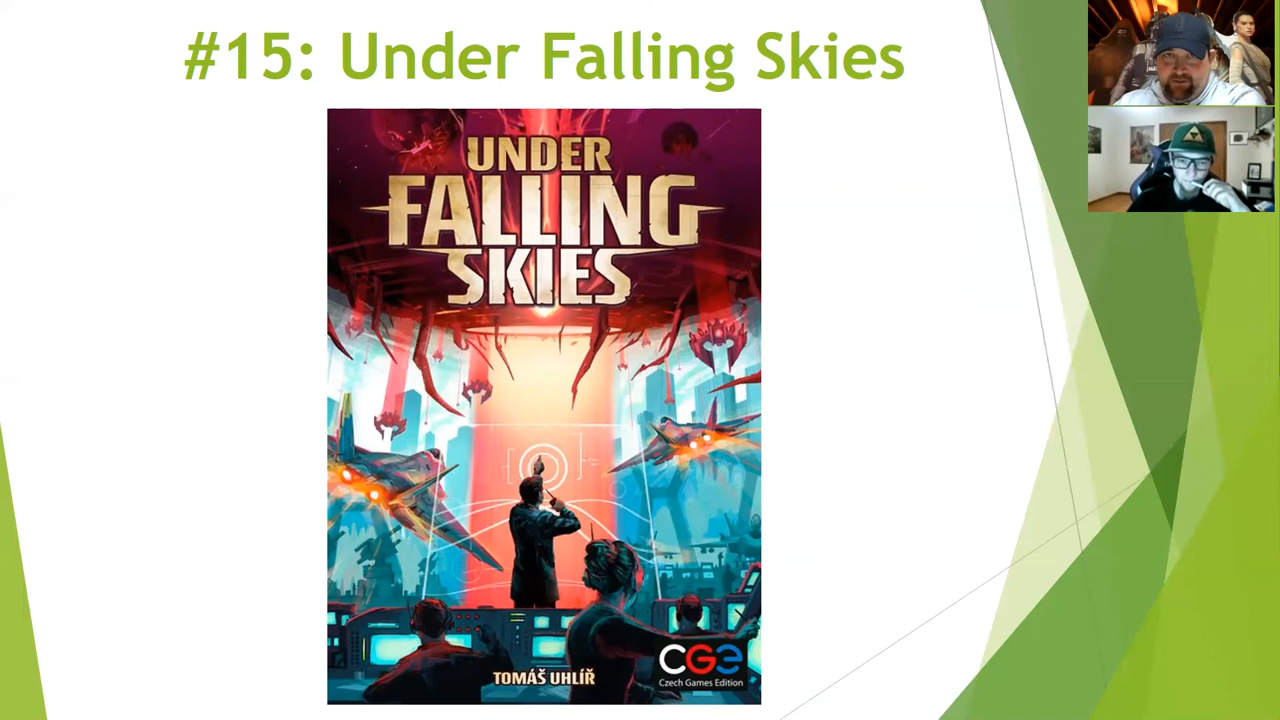 #15: Under Falling Skies
UNDER
FALLING
SKIES
TOMÁŠ UHLÍŘ
CGE
Czech Games Edition